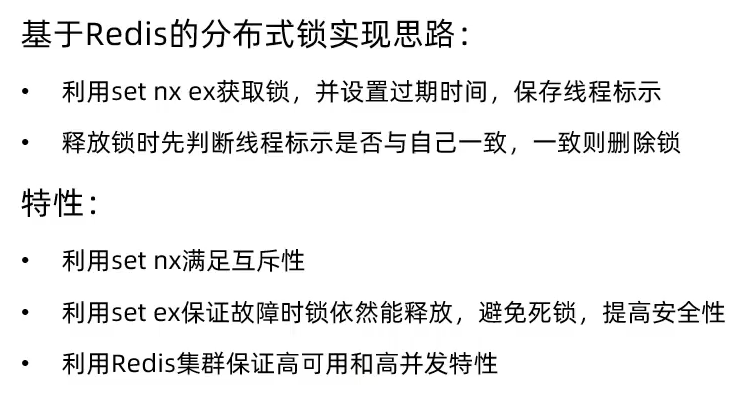 基于Redis的分布式锁实现思路：
• 利用set nx ex获取锁，并设置过期时间，保存线程标示
• 释放锁时先判断线程标示是否与自己一致，一致则删除锁
特性：
• 利用set nx满足互斥性
• 利用set ex保证故障时锁依然能释放，避免死锁，提高安全性
• 利用Redis集群保证高可用和高并发特性